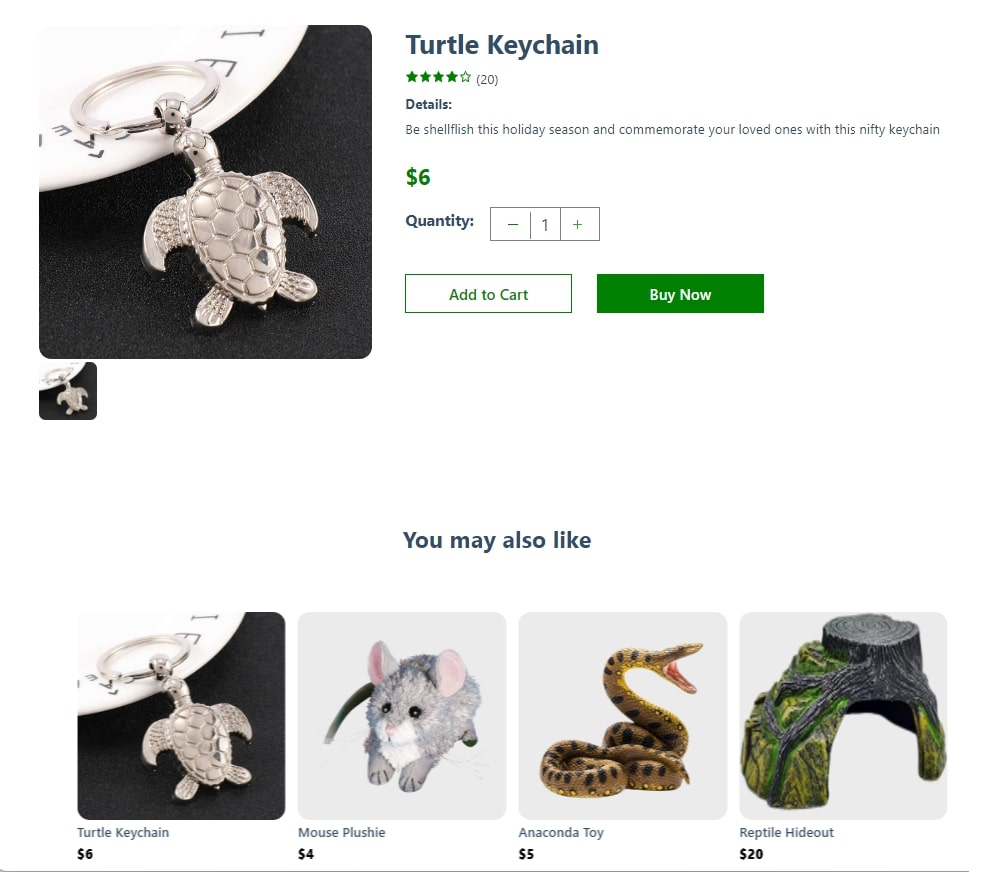 Turtle Keychain
(20)
Details:
Be shellflish this holiday season and commemorate your loved ones with this nifty keychain
$6
Quantity: − 1 +
Add to Cart Buy Now
You may also like
Turtle Keychain Mouse Plushie Anaconda Toy Reptile Hideout
$6 $4 $5 $20